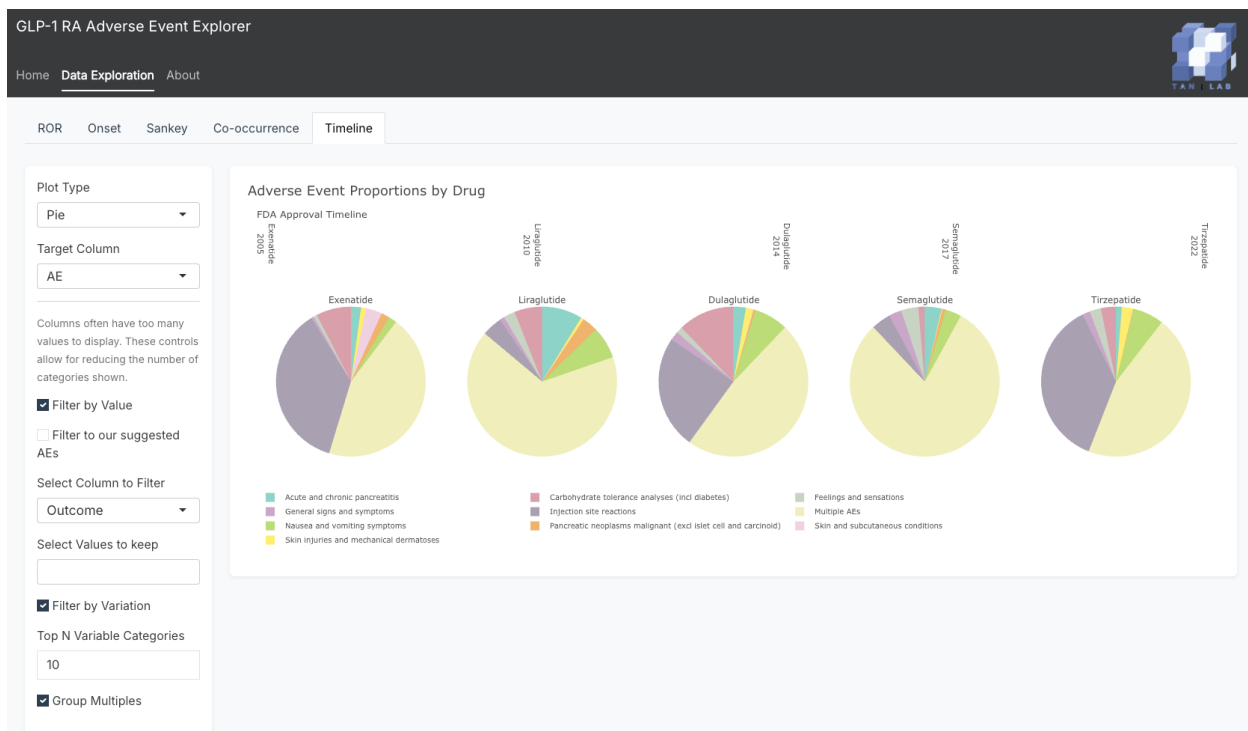 GLP-1 RA Adverse Event Explorer
Home Data Exploration About
TAN LAB
ROR Onset Sankey Co-occurrence Timeline
Plot Type
Pie
Target Column
AE
Columns often have too many
values to display. These controls
allow for reducing the number of
categories shown.
Filter by Value
Filter to our suggested
AEs
Select Column to Filter
Outcome
Select Values to keep
Filter by Variation
Top N Variable Categories
10
Group Multiples
Adverse Event Proportions by Drug
FDA Approval Timeline
Exenatide
2005
Liraglutide
2010
Dulaglutide
2014
Semaglutide
2017
Tirzepatide
2022
Exenatide Liraglutide Dulaglutide Semaglutide Tirzepatide
Acute and chronic pancreatitis Carbohydrate tolerance analyses (incl diabetes) Feelings and sensations
General signs and symptoms Injection site reactions Multiple AEs
Nausea and vomiting symptoms Pancreatic neoplasms malignant (excl islet cell and carcinoid) Skin and subcutaneous conditions
Skin injuries and mechanical dermatoses